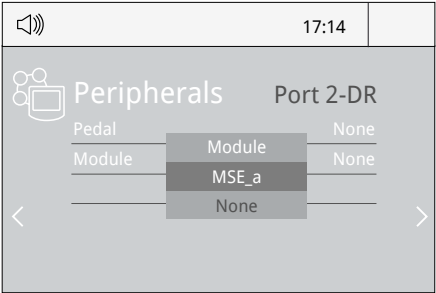 17:14
Peripherals Port 2-DR
Pedal None
Module None
Module
MSE_a
None